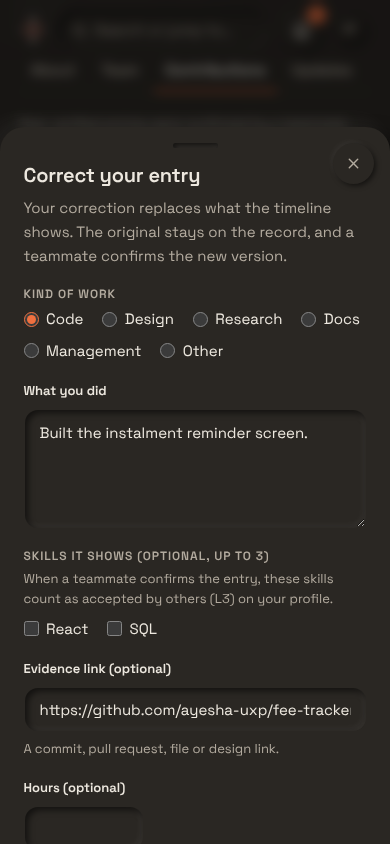 Correct your entry
Your correction replaces what the timeline
shows. The original stays on the record, and a
teammate confirms the new version.
KIND OF WORK
Code Design Research Docs
Management Other
What you did
Built the instalment reminder screen.
SKILLS IT SHOWS (OPTIONAL, UP TO 3)
When a teammate confirms the entry, these skills
count as accepted by others (L3) on your profile.
React SQL
Evidence link (optional)
https://github.com/ayesha-uxp/fee-tracker
A commit, pull request, file or design link.
Hours (optional)